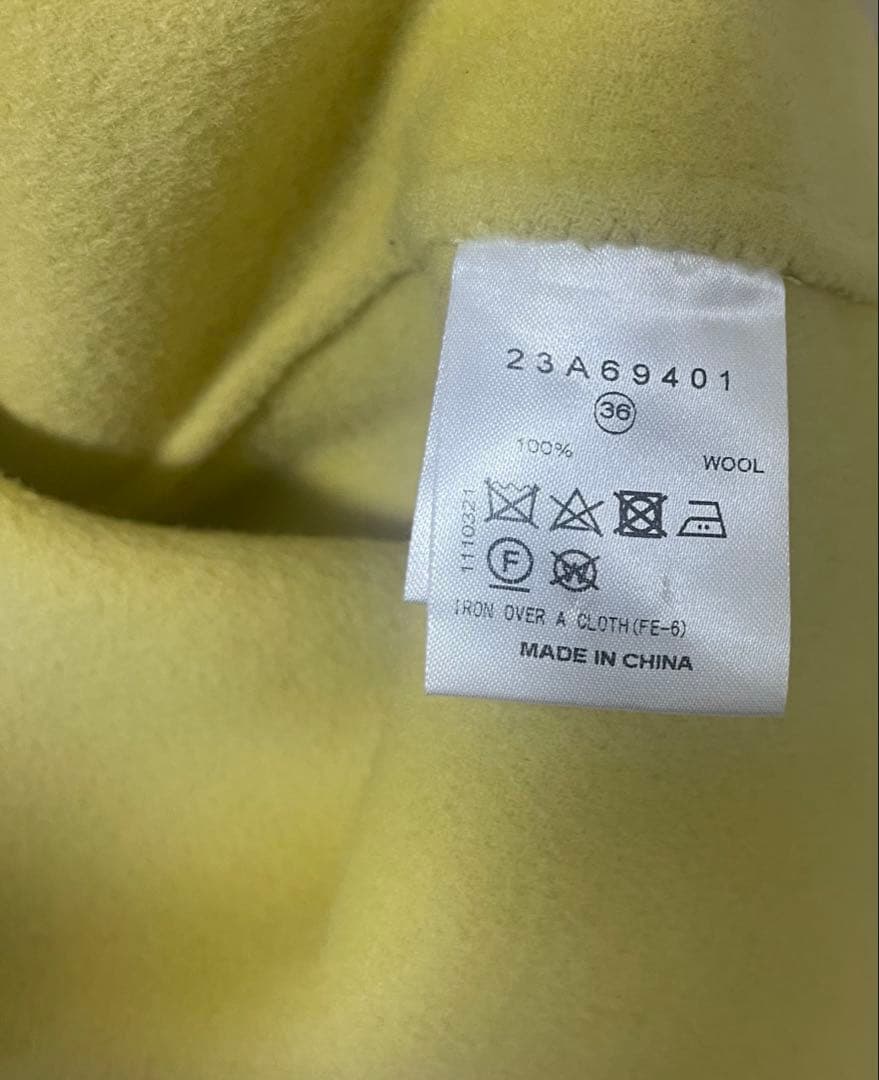 23A69401
36
100% WOOL
1110321
F
W
IRON OVER A CLOTH(FE-6)
MADE IN CHINA